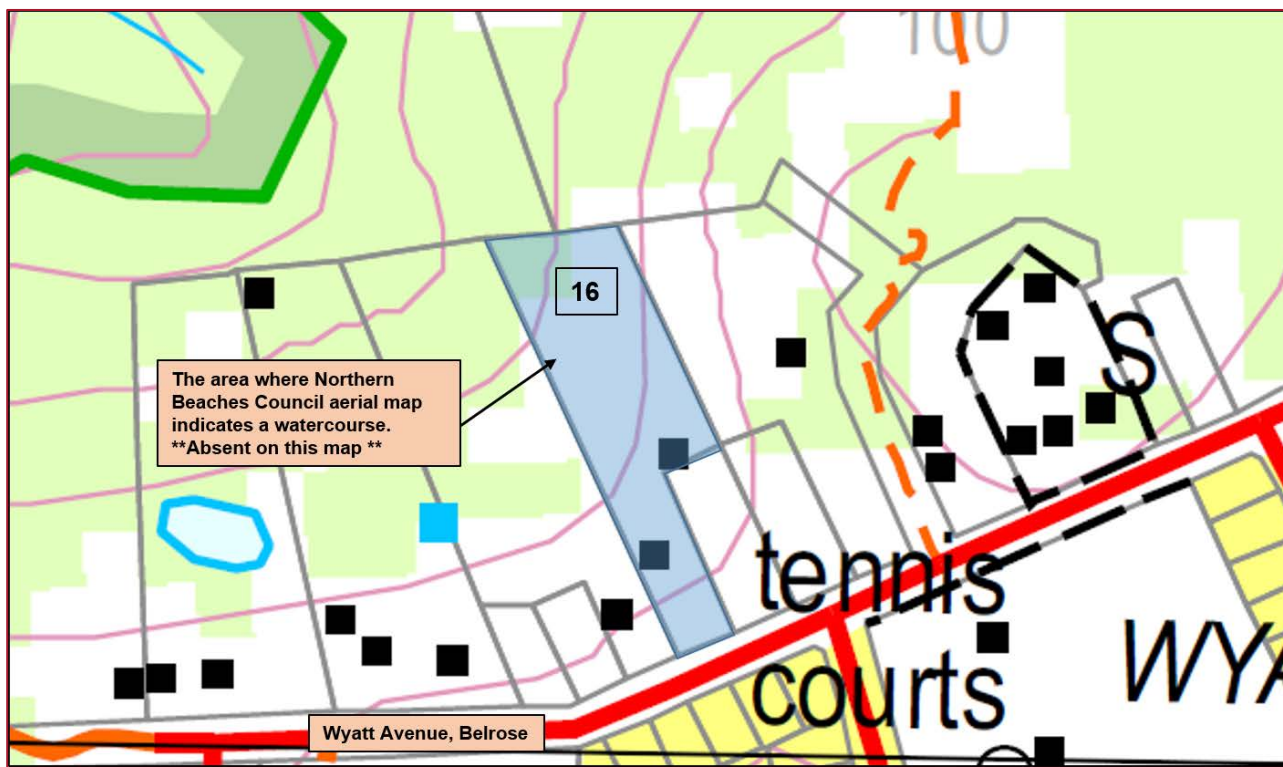 100
16
The area where Northern
Beaches Council aerial map
indicates a watercourse.
**Absent on this map **
S
tennis
courts
WYA
Wyatt Avenue, Belrose